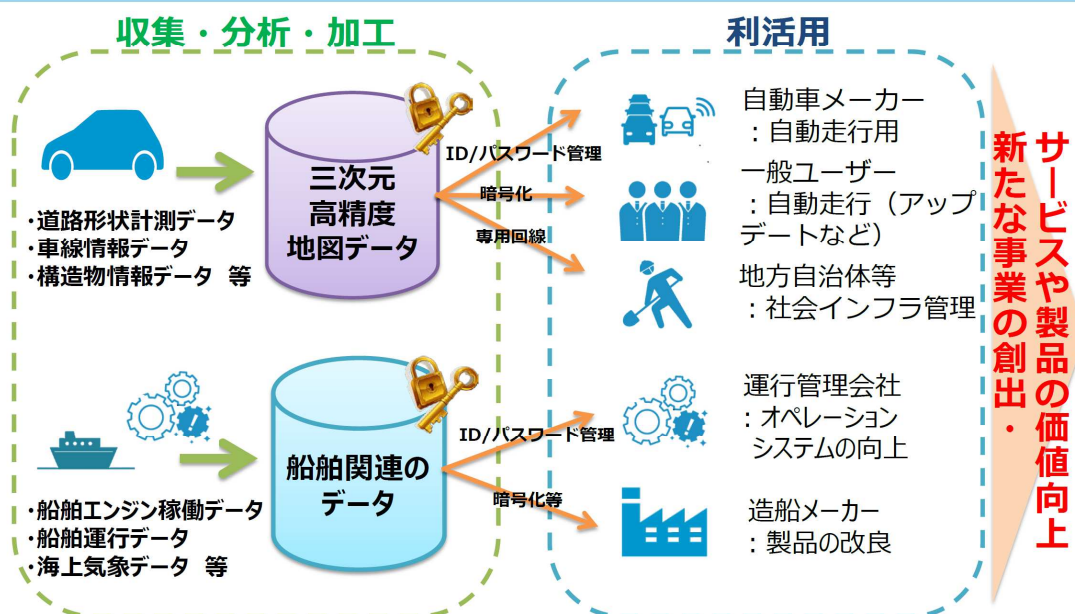 収集・分析・加工
・道路形状計測データ
・車線情報データ
・構造物情報データ 等
三次元
高精度
地図データ
ID/パスワード管理
暗号化
専用回線
・船舶エンジン稼働データ
・船舶運行データ
・海上気象データ 等
船舶関連の
データ
ID/パスワード管理
暗号化等
利活用
自動車メーカー
:自動走行用
一般ユーザー
:自動走行(アップ
デートなど)
地方自治体等
:社会インフラ管理
運行管理会社
:オペレーション
システムの向上
造船メーカー
:製品の改良
サービスや製品の価値向上
新たな事業の創出・